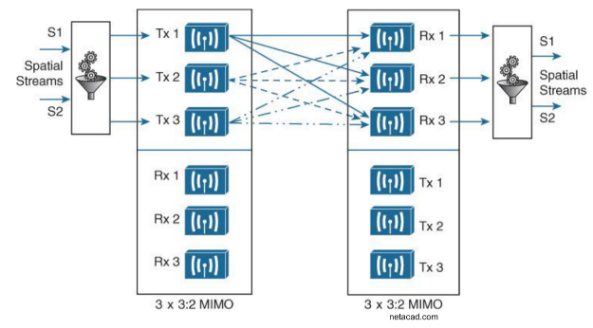 S1
Spatial
Streams
S2
Tx 1
Tx 2
Tx 3
Rx 1
Rx 2
Rx 3
3 x 3:2 MIMO
Rx 1
Rx 2
Rx 3
Tx 1
Tx 2
Tx 3
3 x 3:2 MIMO
netacad.com
S1
Spatial
Streams
S2